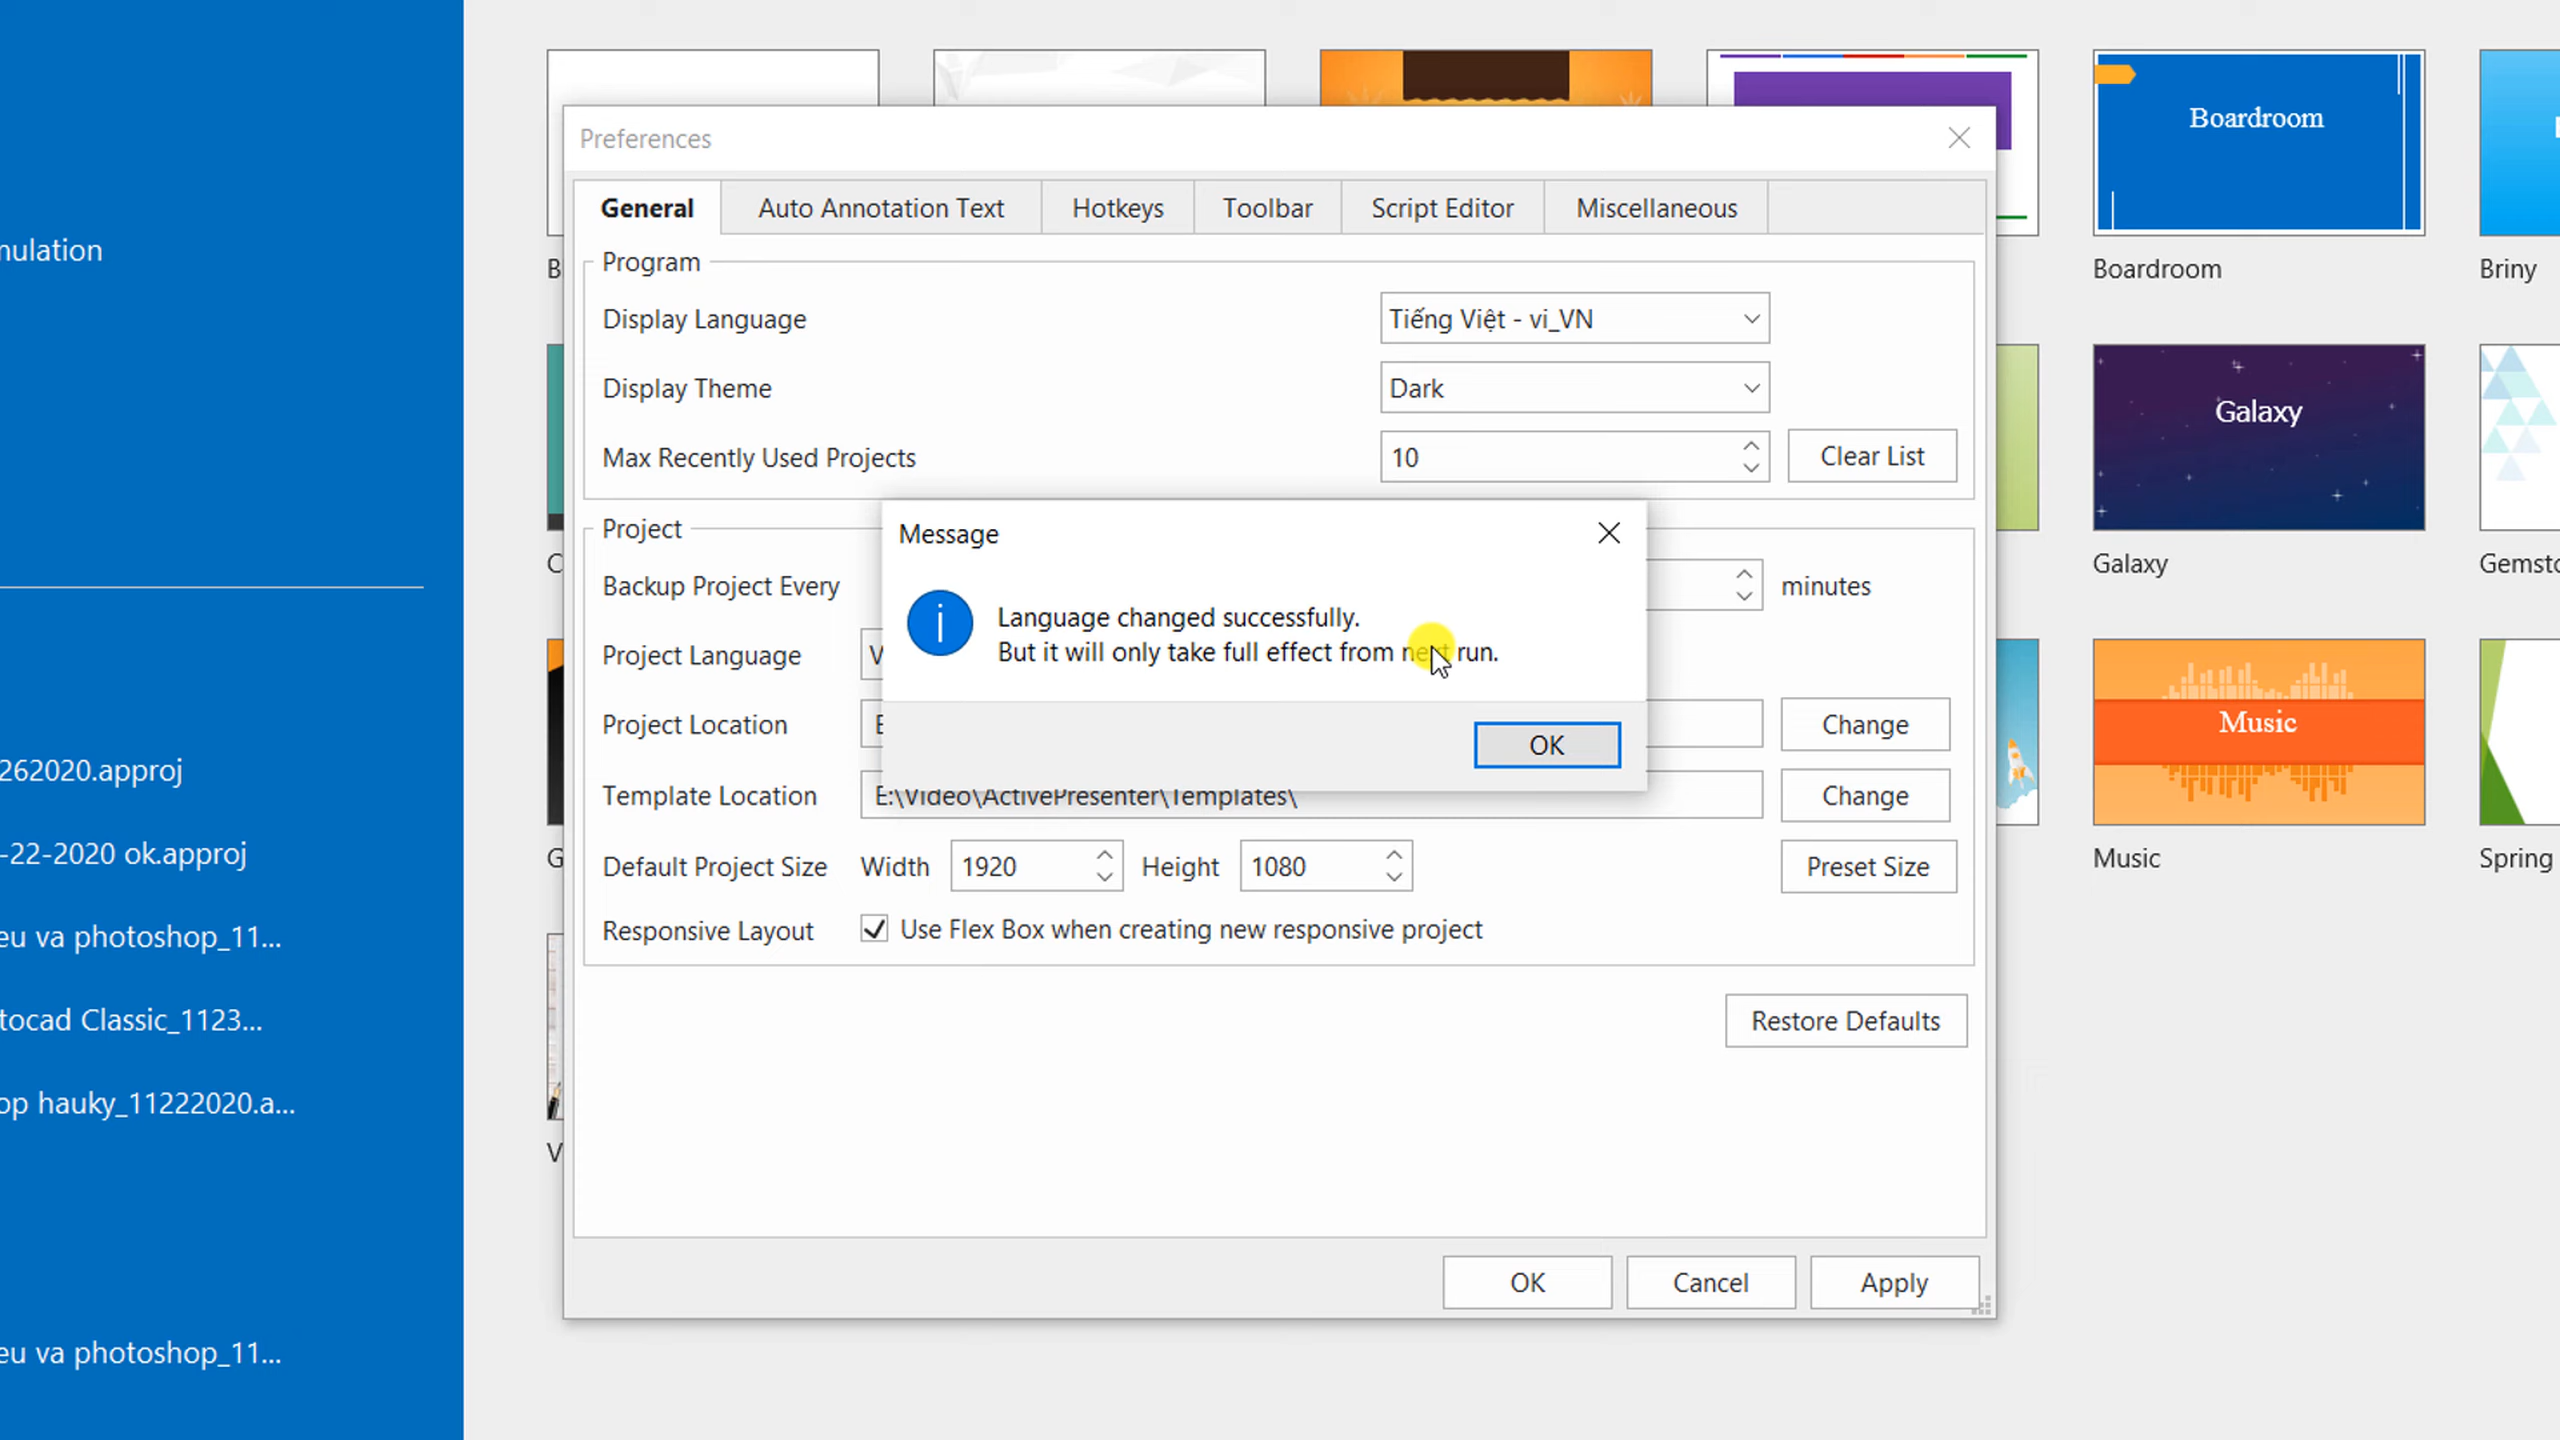 Boardroom
Preferences
General
Auto Annotation Text
Hotkeys
Toolbar
Script Editor
Miscellaneous
mulation
Program
B
Boardroom
Briny
Display Language
Tiếng Việt - vi_VN
Display Theme
Dark
Galaxy
Max Recently Used Projects
10
Clear List
Project
Message
C
Galaxy
Gemsto
Backup Project Every
minutes
Language changed successfully.
But it will only take full effect from next run.
Project Language
V
Project Location
E
Change
OK
Music
262020.approj
Template Location
E:\Video\ActivePresenter\Templates\
Change
-22-2020 ok.approj
Default Project Size
Width
1920
Height
1080
Preset Size
G
Music
Spring
eu va photoshop_11...
Responsive Layout
Use Flex Box when creating new responsive project
tocad Classic_1123...
Restore Defaults
op hauky_11222020.a...
V
OK
Cancel
Apply
eu va photoshop_11...